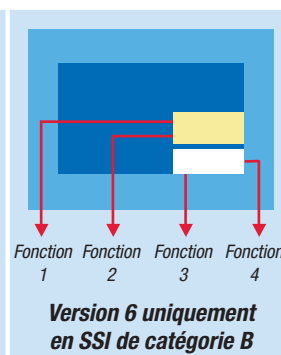 Fonction Fonction Fonction Fonction
1 2 3 4
Version 6 uniquement
en SSI de catégorie B